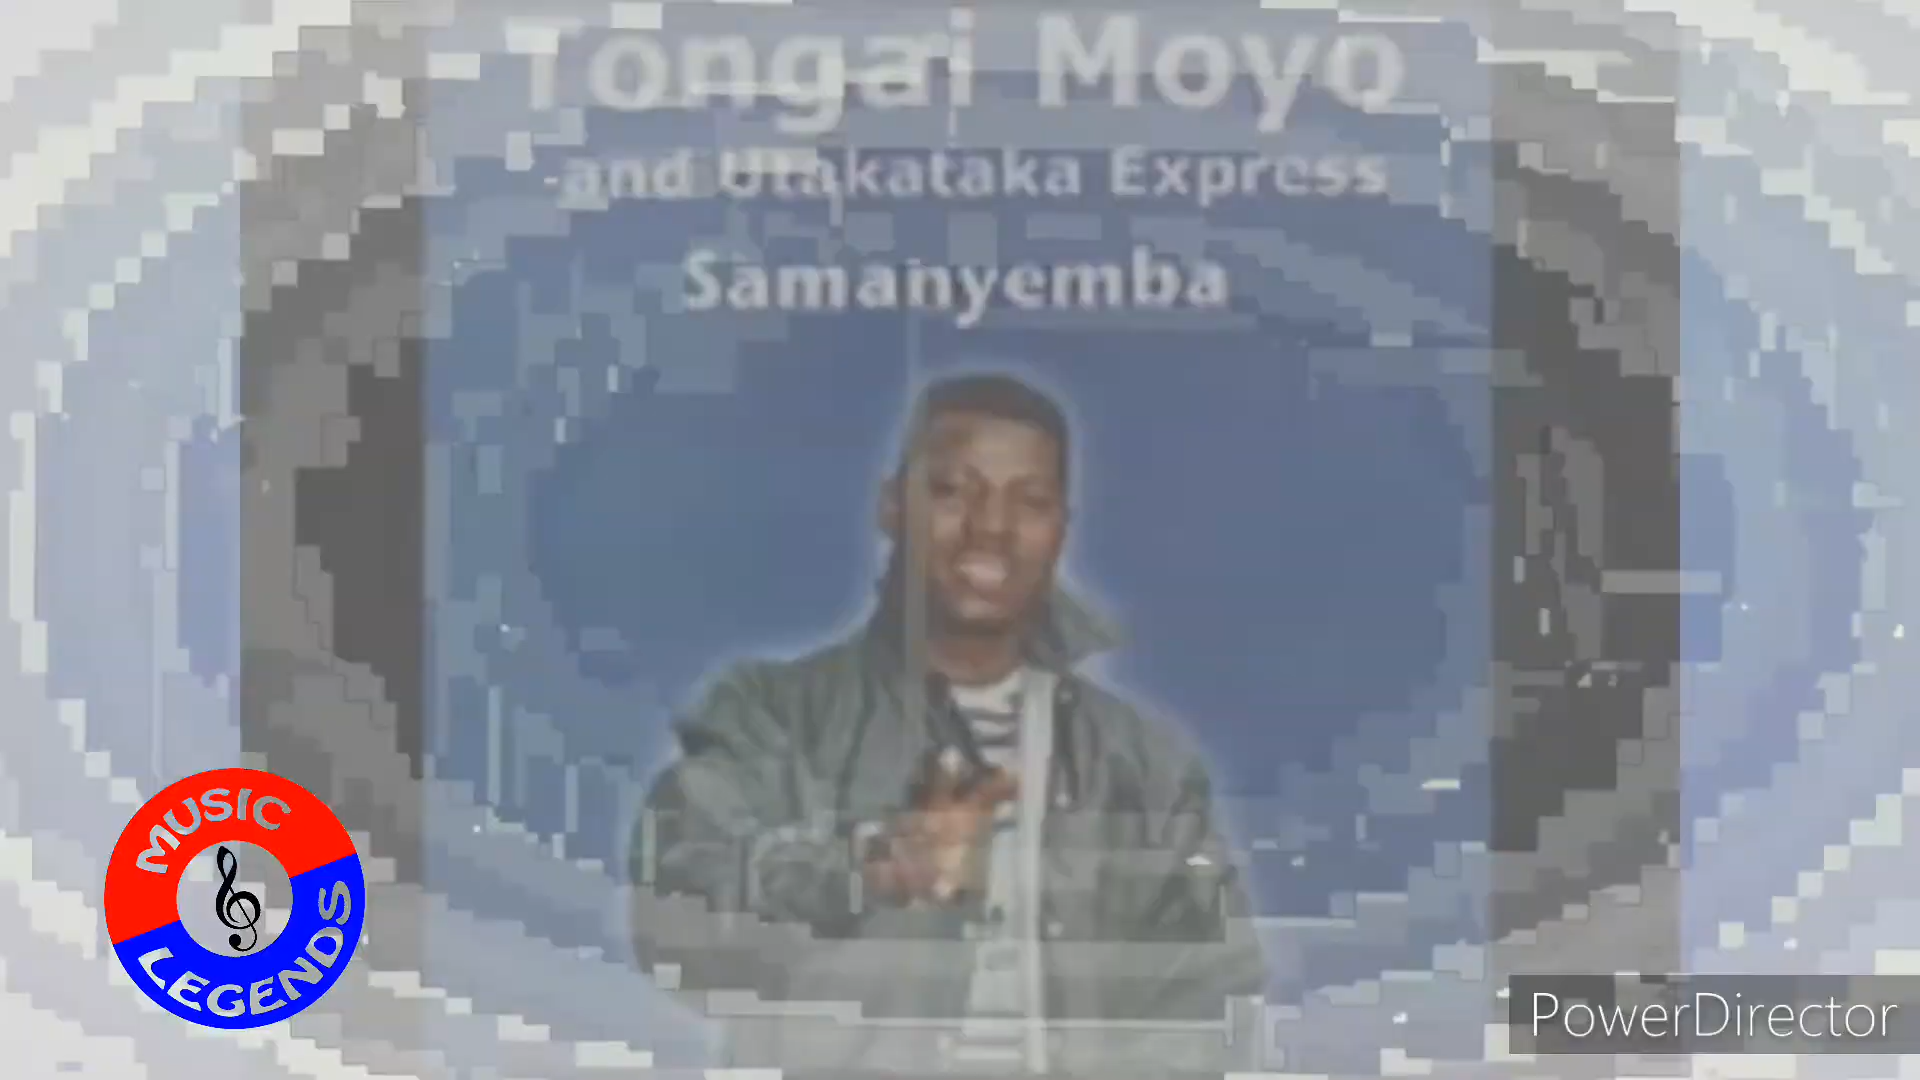 Tongai Moyo
and Utakataka Express
Samanyemba
MUSIC
LEGENDS
PowerDirector